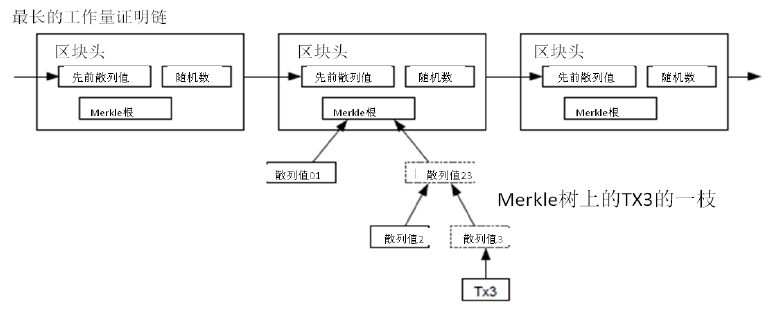 最长的工作量证明链
区块头 区块头 区块头
先前散列值 随机数 先前散列值 随机数 先前散列值 随机数
Merkle根 Merkle根 Merkle根
散列值01 散列值23
Merkle树上的TX3的一枝
散列值2 散列值3
Tx3